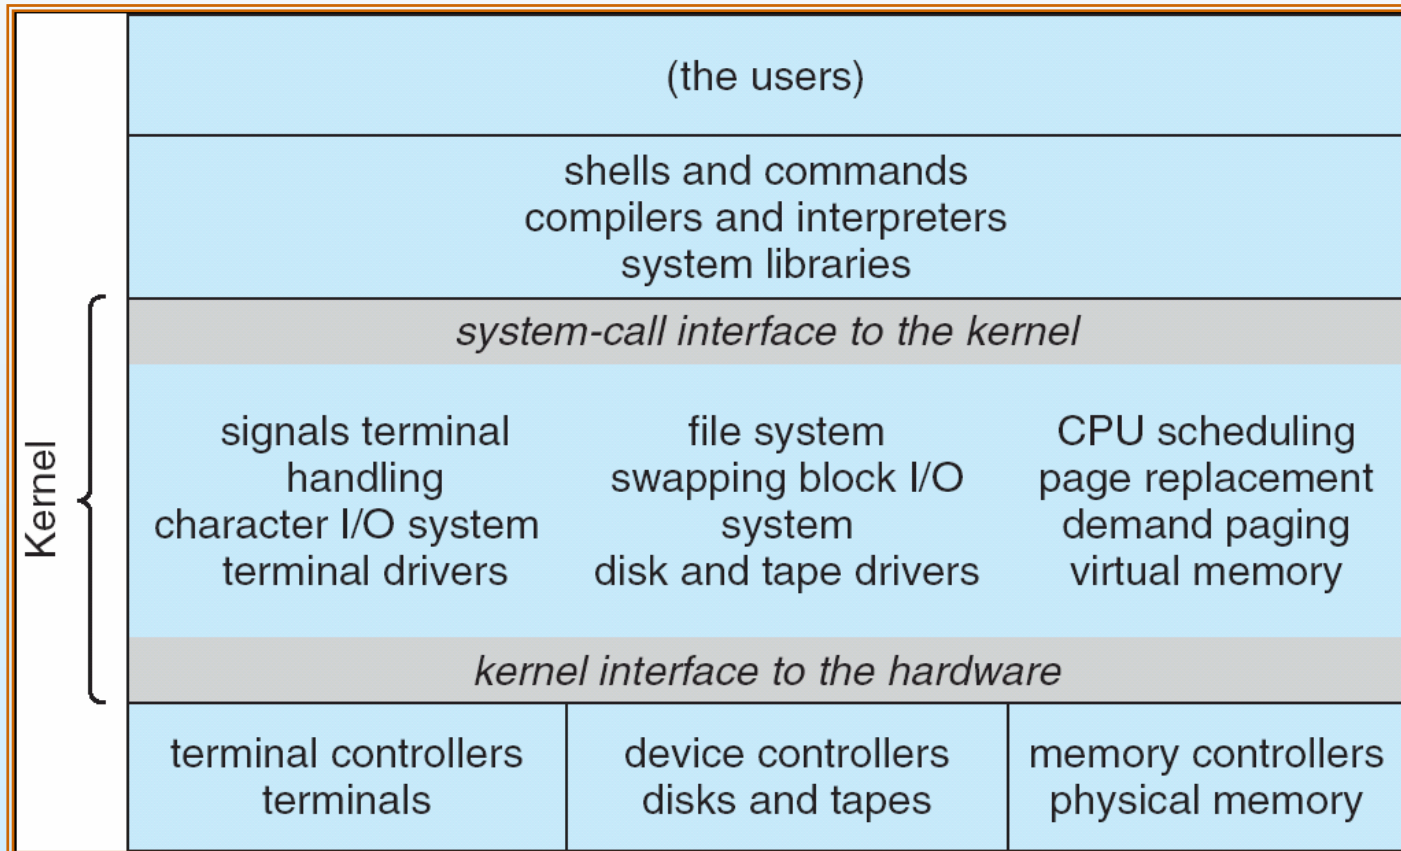 (the users)
shells and commands
compilers and interpreters
system libraries
system-call interface to the kernel
Kernel
signals terminal
handling
character I/O system
terminal drivers
file system
swapping block I/O
system
disk and tape drivers
CPU scheduling
page replacement
demand paging
virtual memory
kernel interface to the hardware
terminal controllers
terminals
device controllers
disks and tapes
memory controllers
physical memory